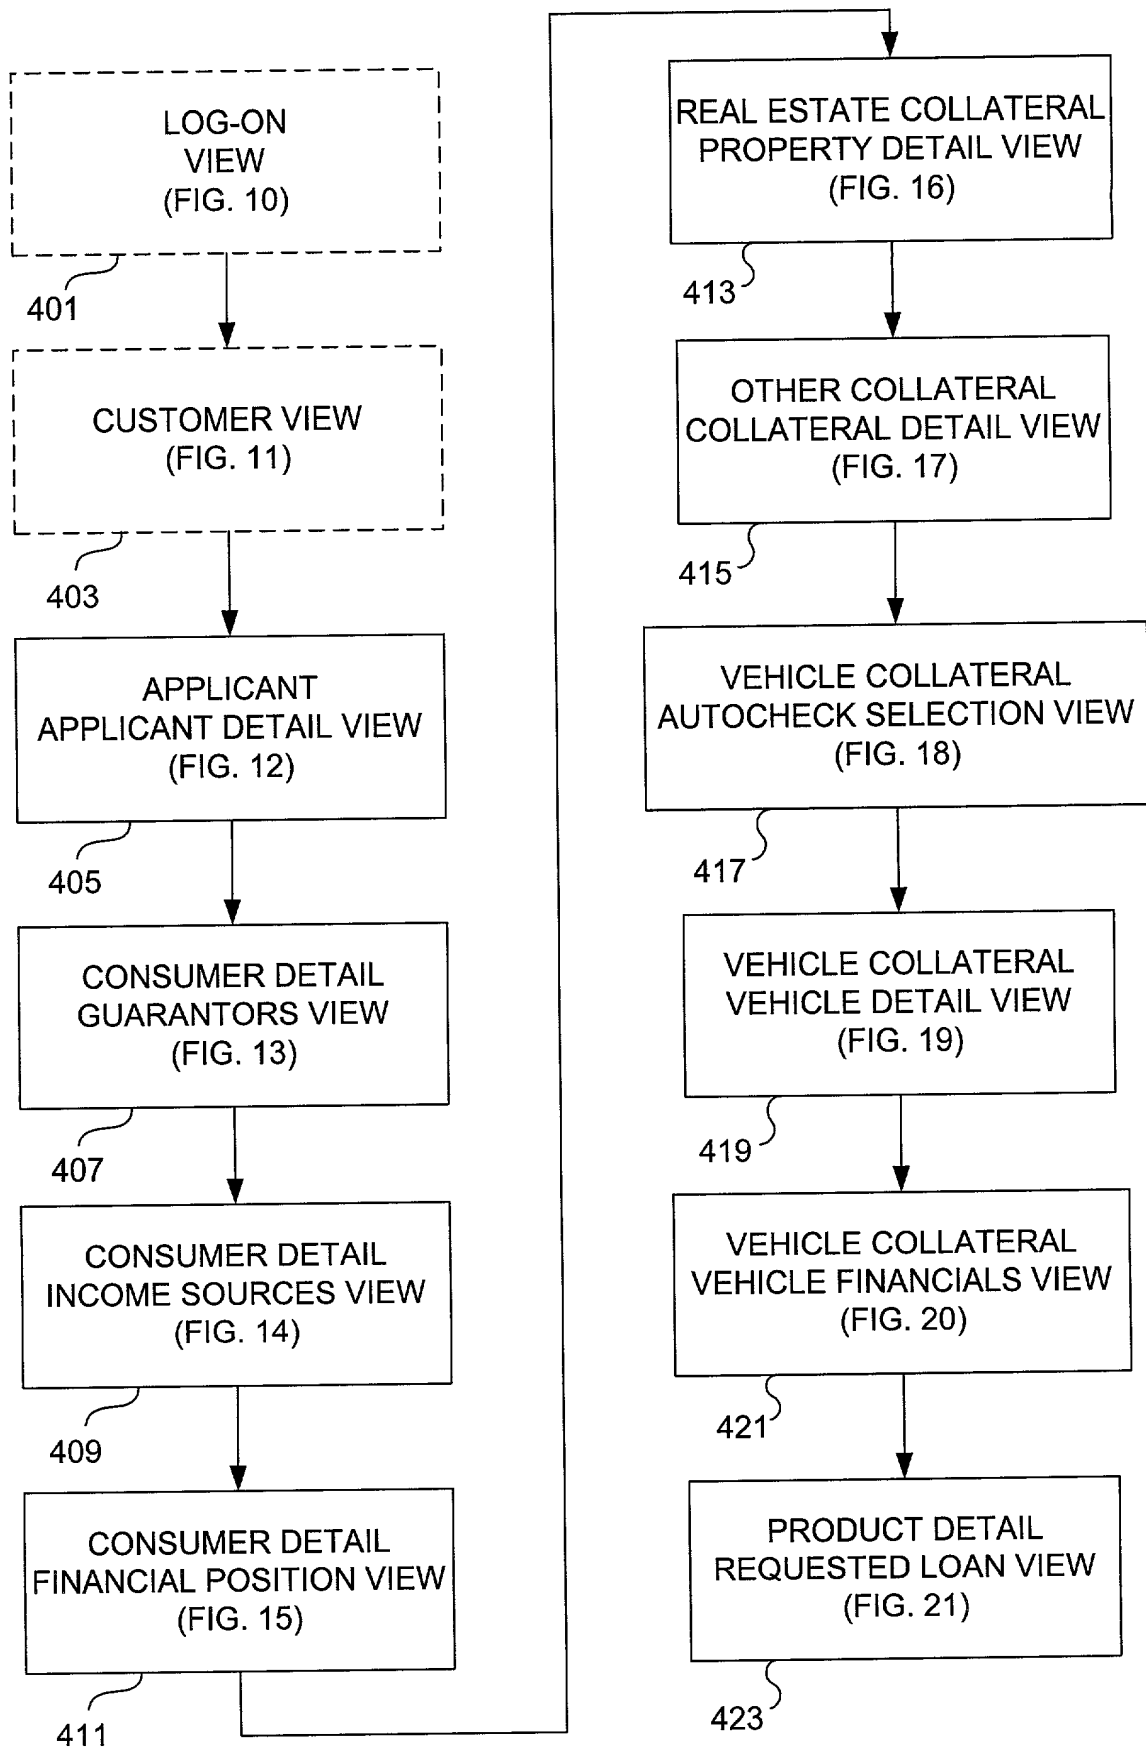 LOG-ON
VIEW
(FIG. 10)
401
CUSTOMER VIEW
(FIG. 11)
403
APPLICANT
APPLICANT DETAIL VIEW
(FIG. 12)
405
CONSUMER DETAIL
GUARANTORS VIEW
(FIG. 13)
407
CONSUMER DETAIL
INCOME SOURCES VIEW
(FIG. 14)
409
CONSUMER DETAIL
FINANCIAL POSITION VIEW
(FIG. 15)
411
REAL ESTATE COLLATERAL
PROPERTY DETAIL VIEW
(FIG. 16)
413
OTHER COLLATERAL
COLLATERAL DETAIL VIEW
(FIG. 17)
415
VEHICLE COLLATERAL
AUTOCHECK SELECTION VIEW
(FIG. 18)
417
VEHICLE COLLATERAL
VEHICLE DETAIL VIEW
(FIG. 19)
419
VEHICLE COLLATERAL
VEHICLE FINANCIALS VIEW
(FIG. 20)
421
PRODUCT DETAIL
REQUESTED LOAN VIEW
(FIG. 21)
423